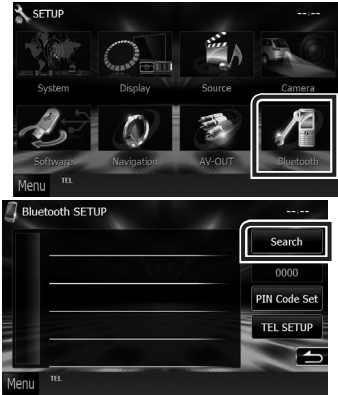 SETUP
--:--
System Display Source Camera
Software Navigation AV-OUT Bluetooth
Menu TEL
Bluetooth SETUP
--:--
Search
0000
PIN Code Set
TEL SETUP
Menu TEL